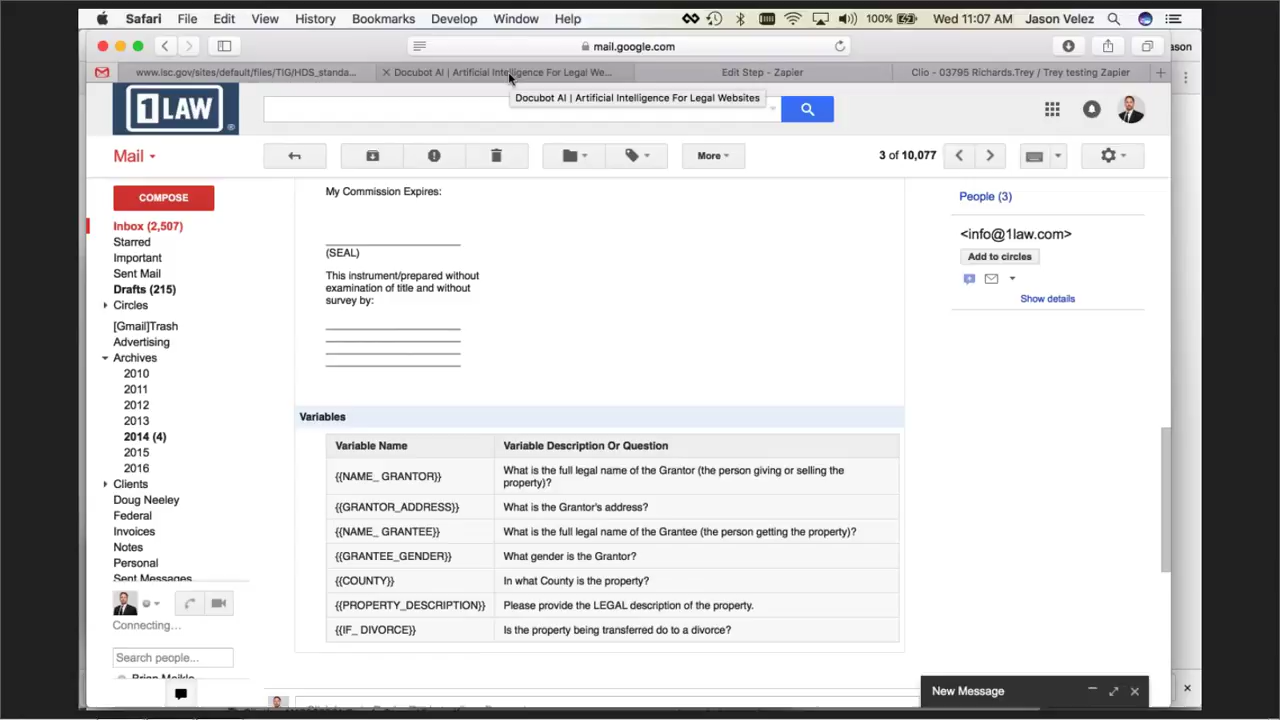 Safari File Edit View History Bookmarks Develop Window Help 100% Wed 11:07 AM Jason Velez
mail.google.com
ason
www.lsc.gov/sites/default/files/TIG/HDS_standa...
Docubot AI | Artificial Intelligence For Legal We...
Edit Step - Zapier
Clio - 03795 Richards.Trey / Trey testing Zapier
Docubot AI | Artificial Intelligence For Legal Websites
1LAW
Mail
More
3 of 10,077
COMPOSE
Inbox (2,507)
Starred
Important
Sent Mail
Drafts (215)
Circles
[Gmail]Trash
Advertising
Archives
2010
2011
2012
2013
2014 (4)
2015
2016
Clients
Doug Neeley
Federal
Invoices
Notes
Personal
Sent Messages
Connecting...
Search people...
My Commission Expires:
(SEAL)
This instrument/prepared without
examination of title and without
survey by:
Variables
Variable Name Variable Description Or Question
{{NAME_ GRANTOR}} What is the full legal name of the Grantor (the person giving or selling the
property)?
{{GRANTOR_ADDRESS}} What is the Grantor's address?
{{NAME_ GRANTEE}} What is the full legal name of the Grantee (the person getting the property)?
{{GRANTEE_GENDER}} What gender is the Grantor?
{{COUNTY}} In what County is the property?
{{PROPERTY_DESCRIPTION}} Please provide the LEGAL description of the property.
{{IF_ DIVORCE}} Is the property being transferred do to a divorce?
People (3)
<info@1law.com>
Add to circles
Show details
New Message